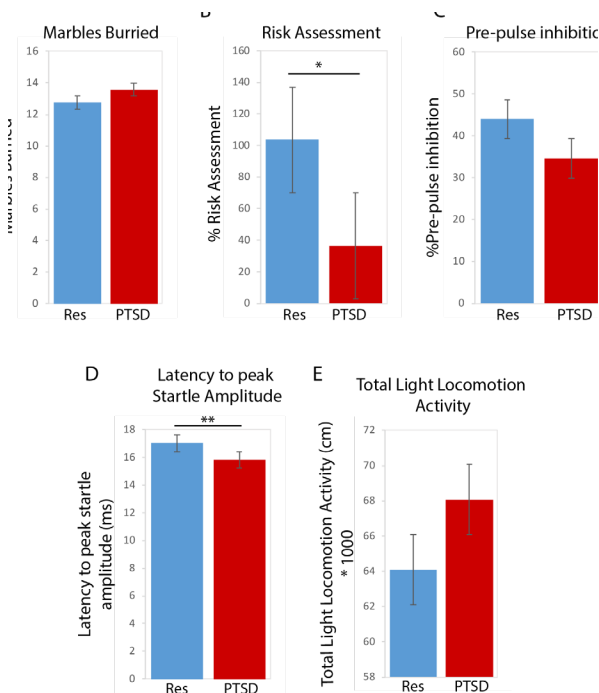 Marbles Burried
Risk Assessment
Pre-pulse inhibitio
16
14
12
10
8
6
4
2
0
Res PTSD
*
% Risk Assessment
160
140
120
100
80
60
40
20
0
Res PTSD
%Pre-pulse inhibition
60
50
40
30
20
10
0
Res PTSD
D
Latency to peak
Startle Amplitude
**
Latency to peak startle
amplitude (ms)
18
16
14
12
10
8
6
4
2
0
Res PTSD
E
Total Light Locomotion
Activity
Total Light Locomotion Activity (cm)
* 1000
72
70
68
66
64
62
60
58
Res PTSD